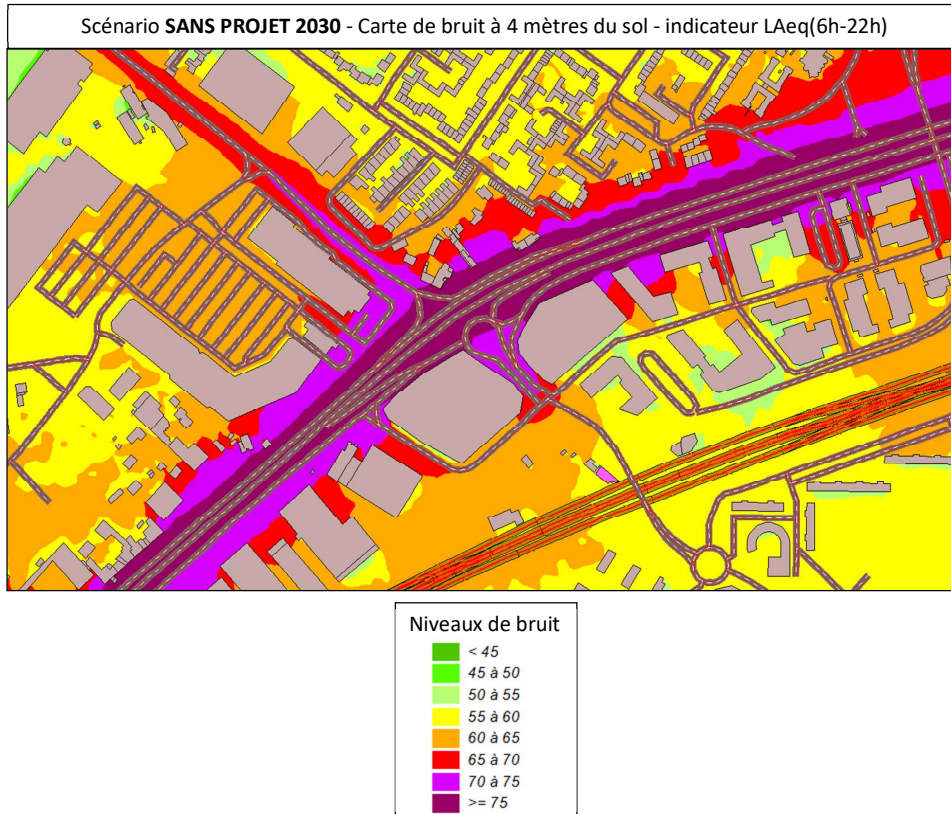 Scénario SANS PROJET 2030 - Carte de bruit à 4 mètres du sol - indicateur LAeq(6h-22h)
Niveaux de bruit
< 45
45 à 50
50 à 55
55 à 60
60 à 65
65 à 70
70 à 75
>= 75